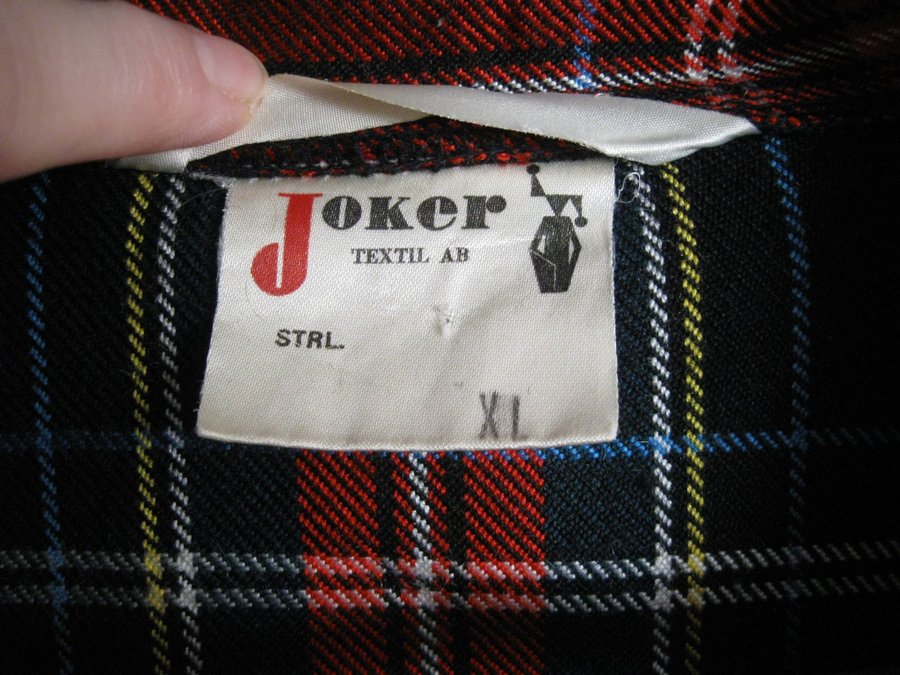 Joker
TEXTIL AB
STRL.
XL